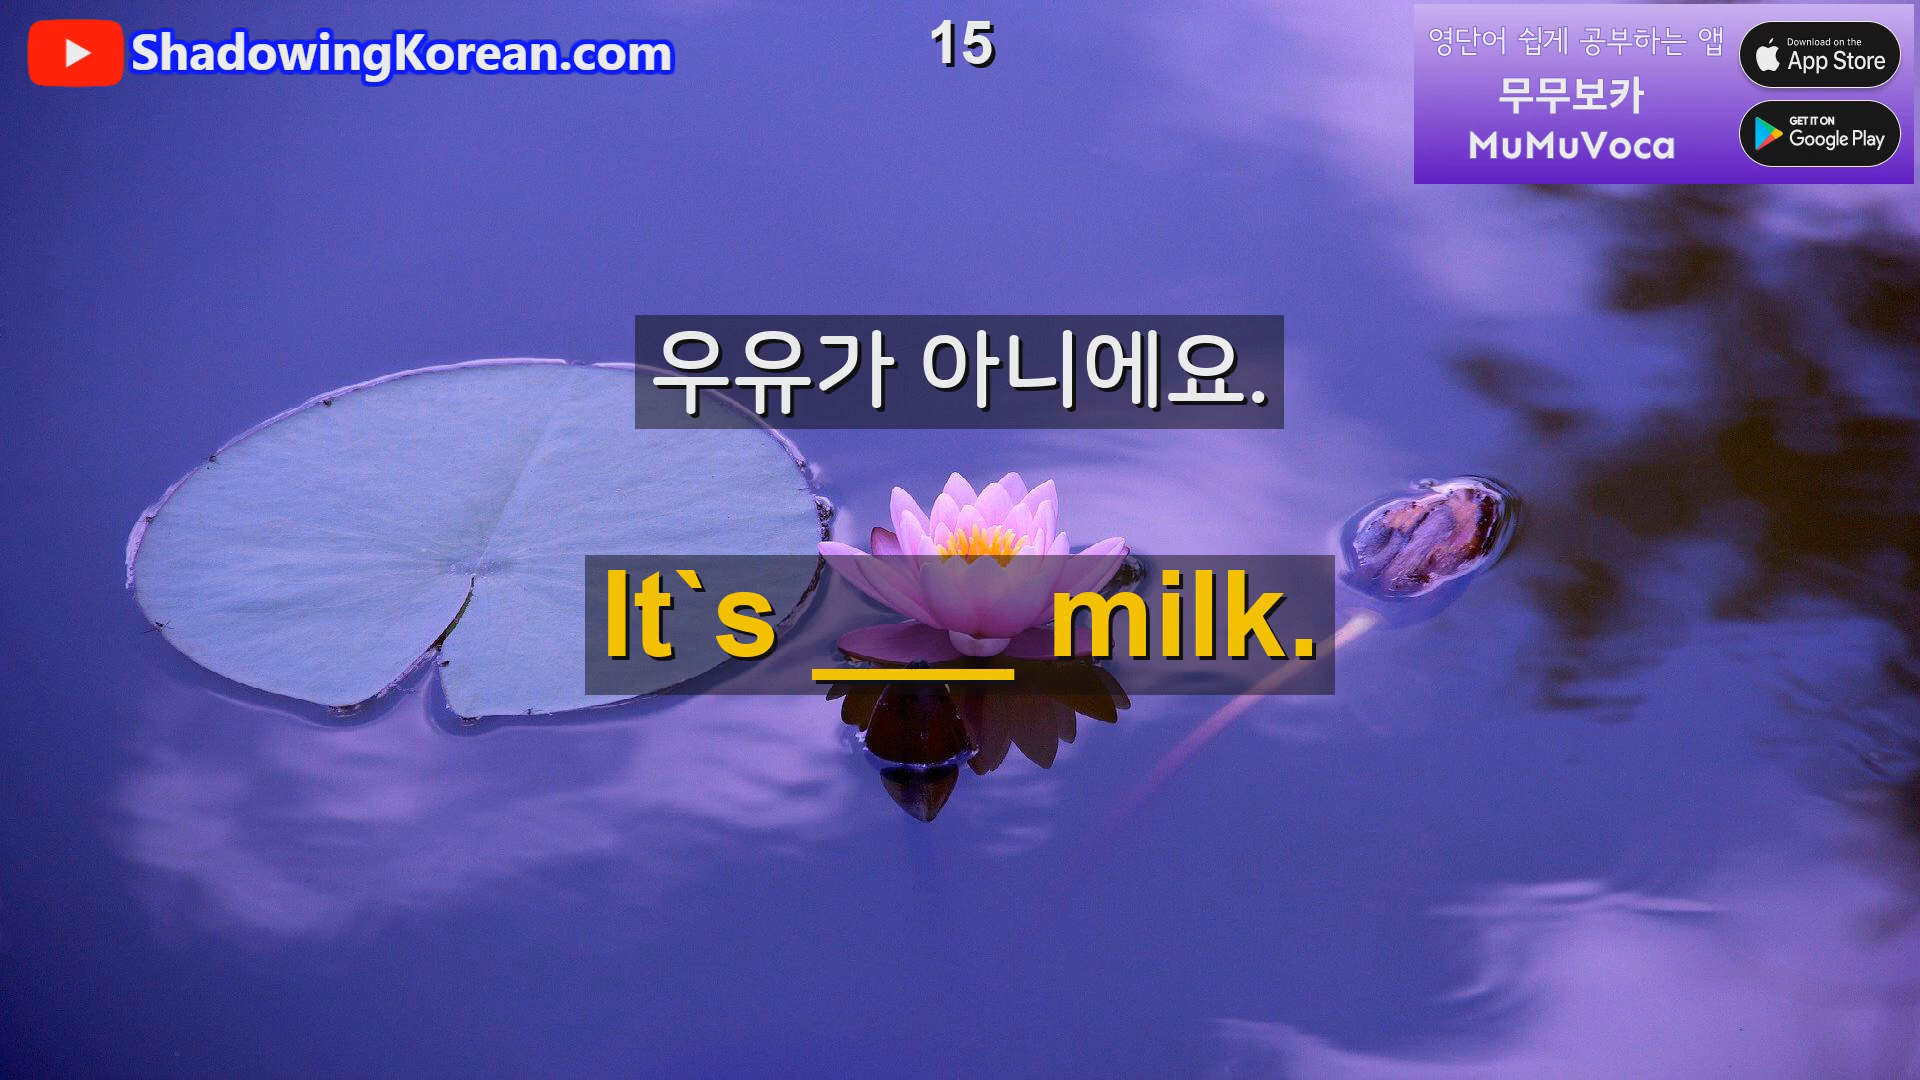 ShadowingKorean.com
15
영단어 쉽게 공부하는 앱
무무보카
MuMuVoca
Download on the
App Store
GET IT ON
Google Play
우유가 아니에요.
It`s _____ milk.